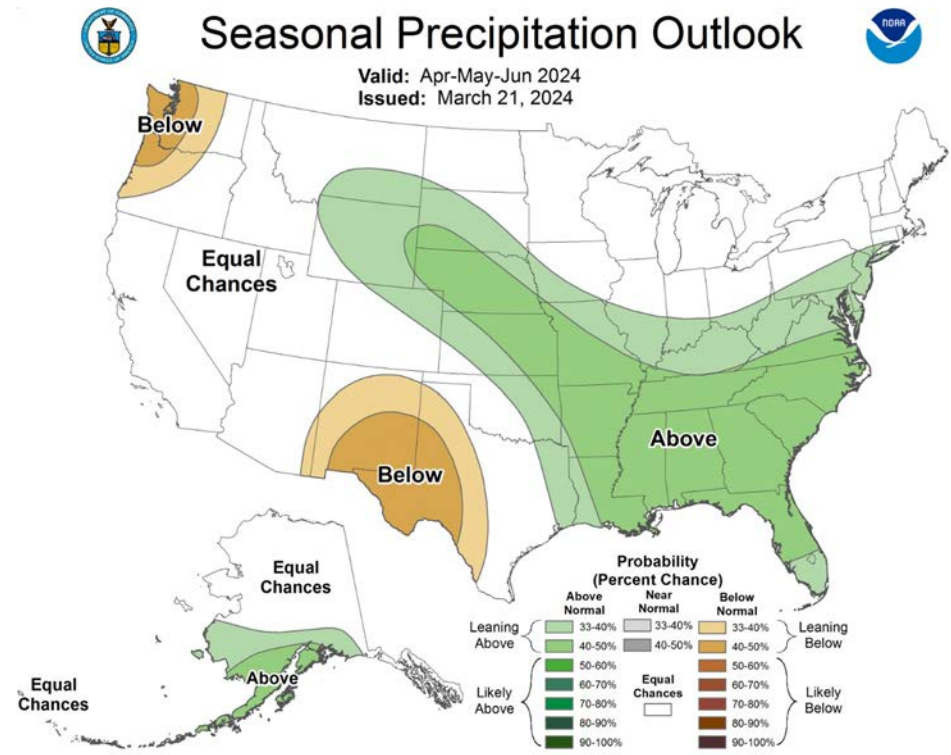 Seasonal Precipitation Outlook
NOAA
Valid: Apr-May-Jun 2024
Issued: March 21, 2024
Below
Equal
Chances
Above
Below
Equal
Chances
Above
Equal
Chances
Probability
(Percent Chance)
Above
Normal
Near
Normal
Below
Normal
Leaning
Above
33-40%
33-40%
33-40%
Leaning
Below
40-50%
40-50%
40-50%
Likely
Above
50-60%
50-60%
Likely
Below
60-70%
Equal
Chances
60-70%
70-80%
70-80%
80-90%
80-90%
90-100%
90-100%